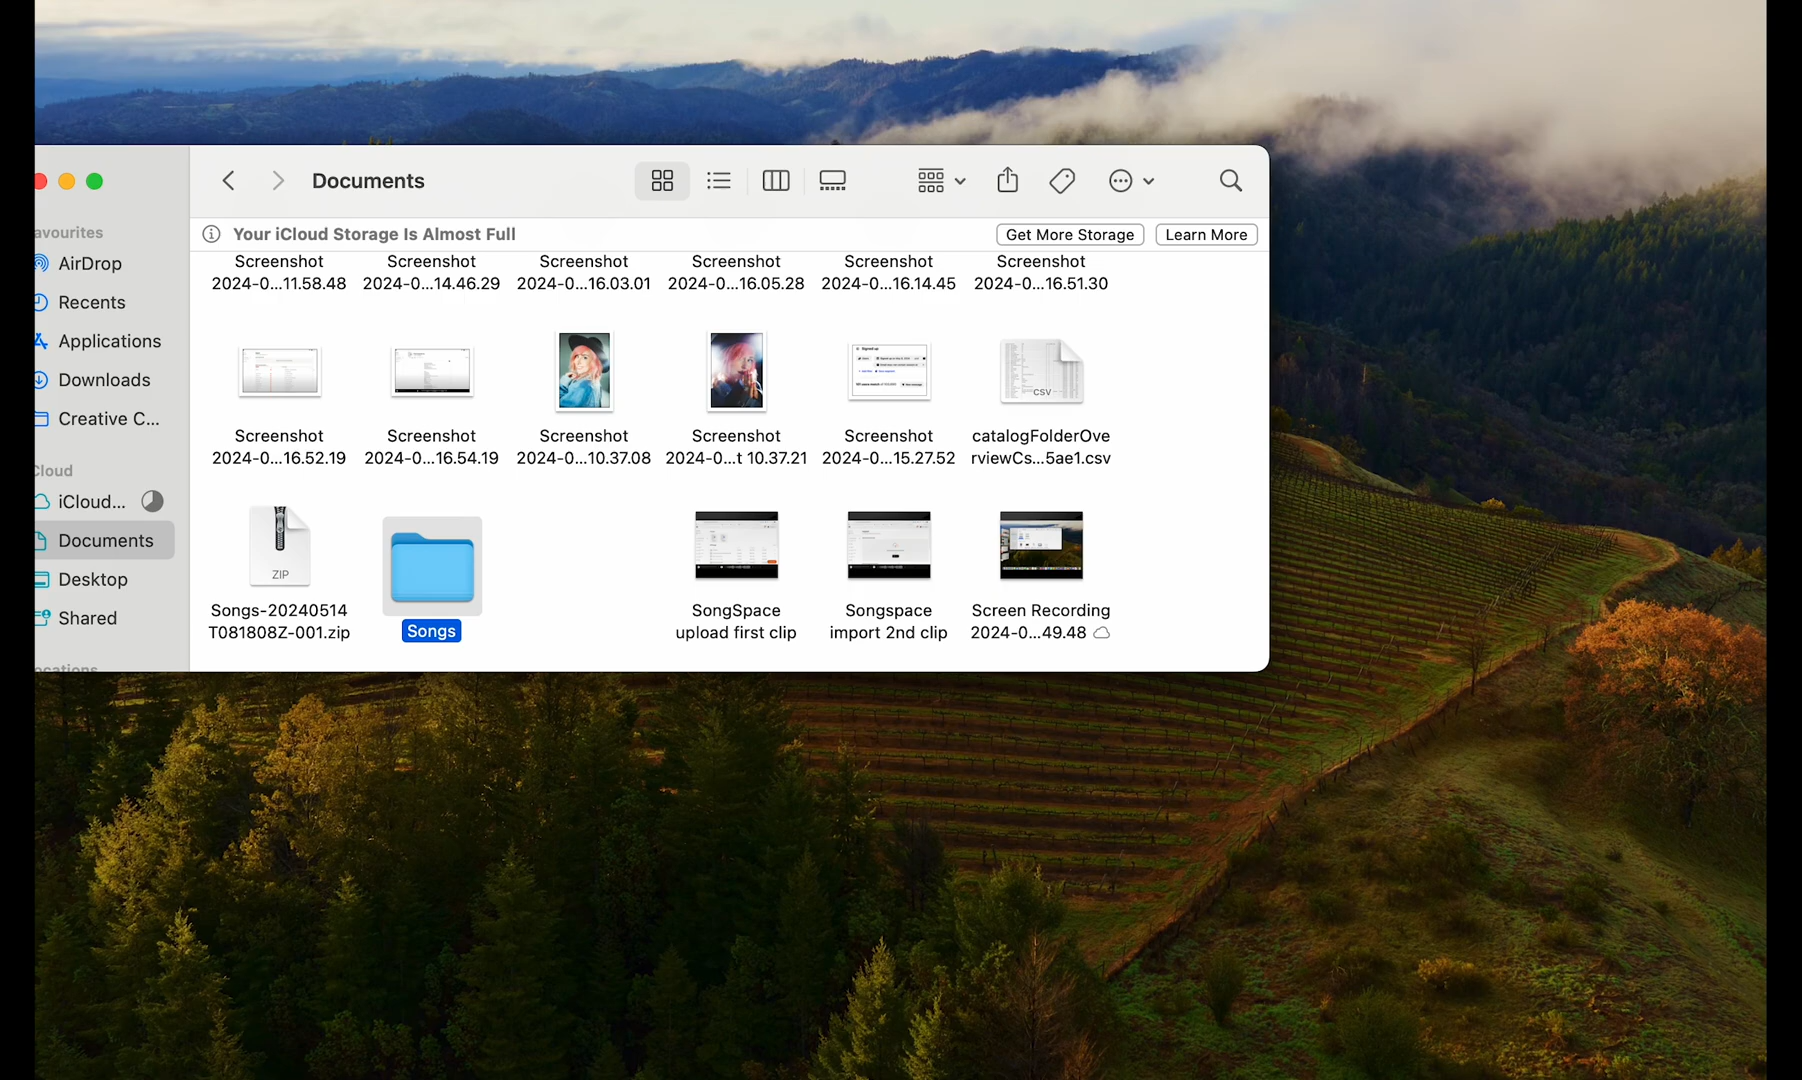 Documents
Your iCloud Storage Is Almost Full
Get More Storage
Learn More
avourites
AirDrop
Recents
Applications
Downloads
Creative C...
Cloud
iCloud...
Documents
Desktop
Shared
ocations
Screenshot
2024-0...11.58.48
Screenshot
2024-0...14.46.29
Screenshot
2024-0...16.03.01
Screenshot
2024-0...16.05.28
Screenshot
2024-0...16.14.45
Screenshot
2024-0...16.51.30
Screenshot
2024-0...16.52.19
Screenshot
2024-0...16.54.19
Screenshot
2024-0...10.37.08
Screenshot
2024-0...t 10.37.21
Screenshot
2024-0...15.27.52
CSV
catalogFolderOve
rviewCs...5ae1.csv
ZIP
Songs-20240514
T081808Z-001.zip
Songs
SongSpace
upload first clip
Songspace
import 2nd clip
Screen Recording
2024-0...49.48